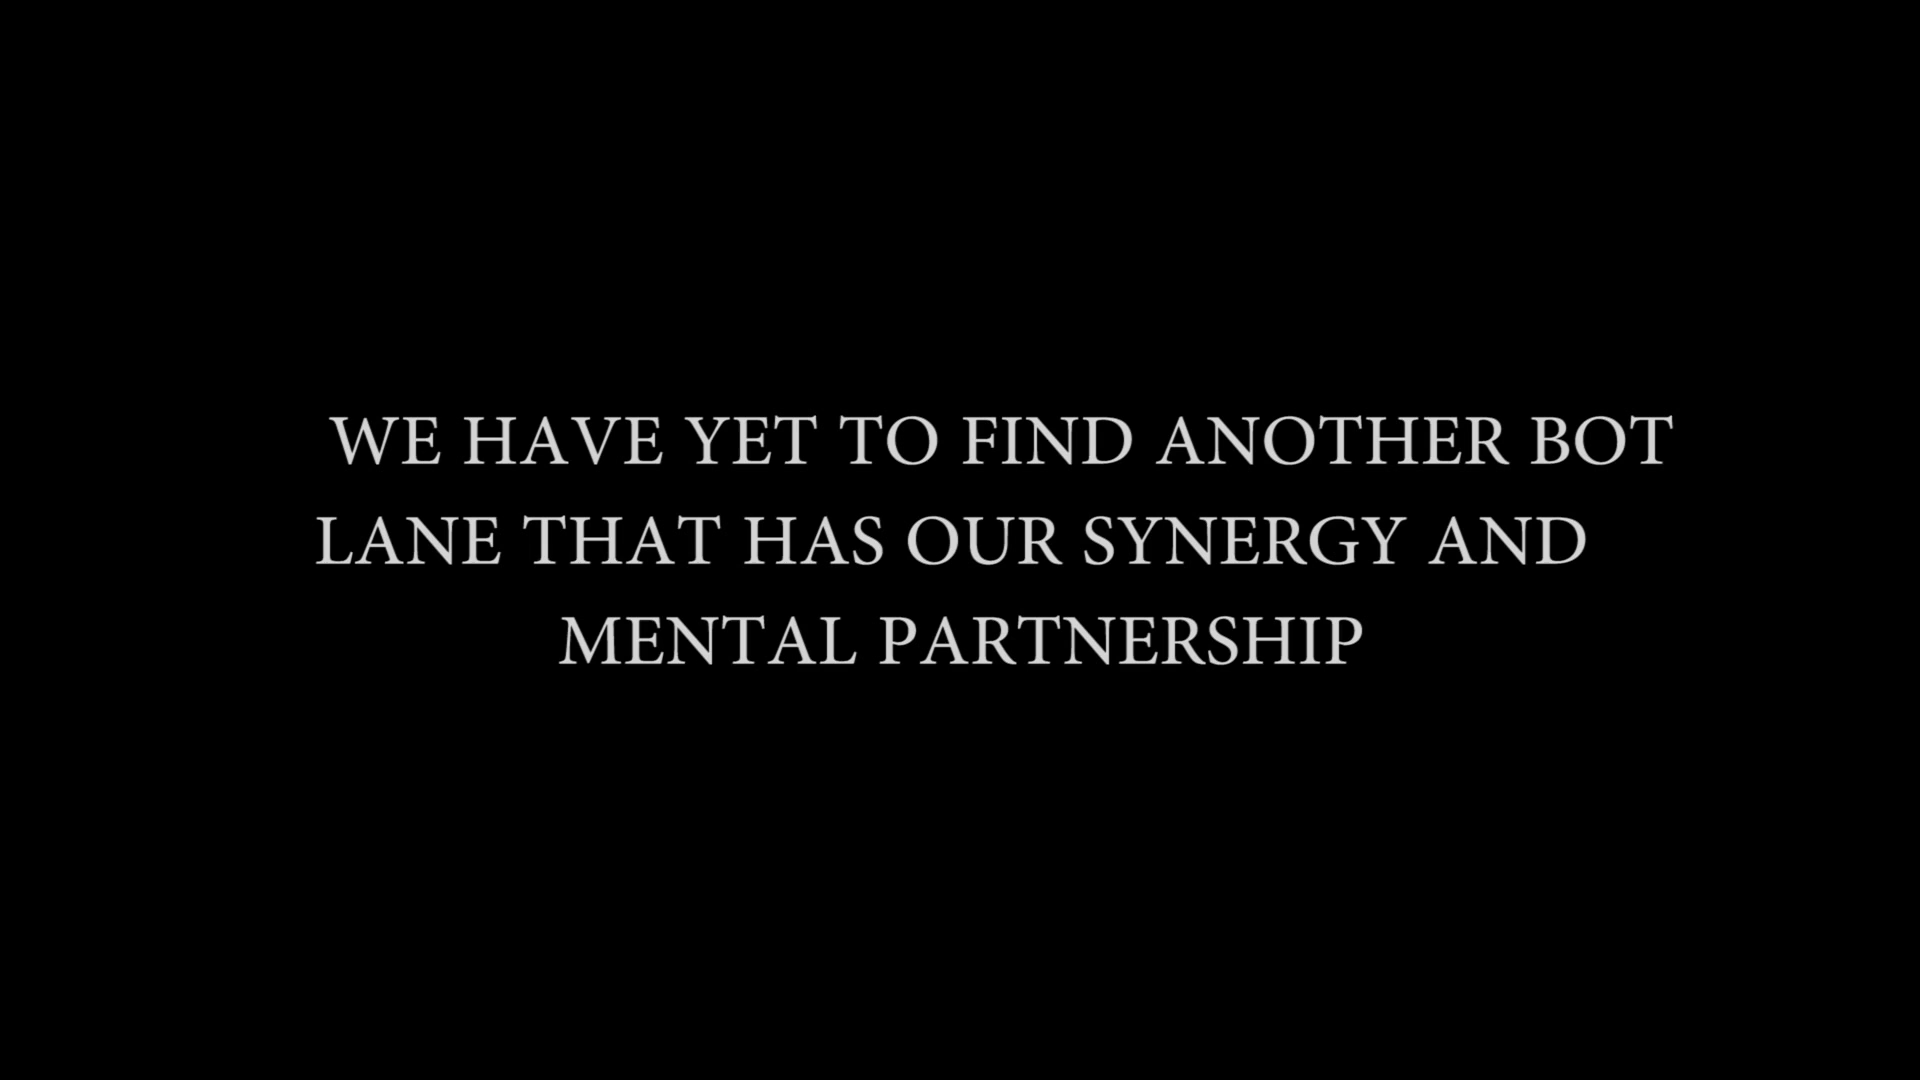 WE HAVE YET TO FIND ANOTHER BOT
LANE THAT HAS OUR SYNERGY AND
MENTAL PARTNERSHIP